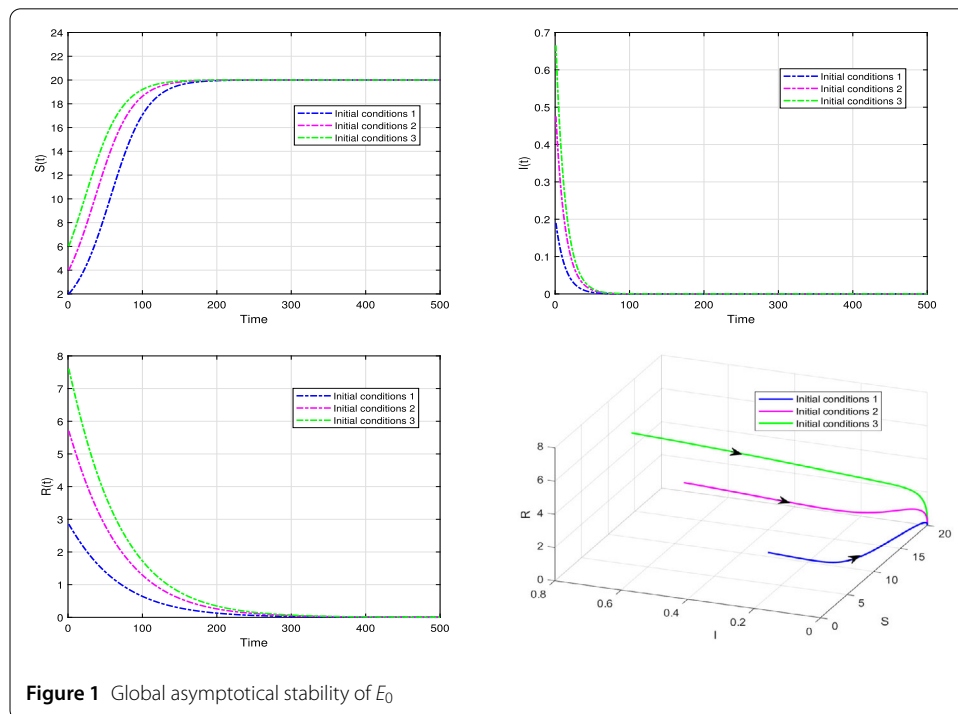 24
22
20
18
16
14
12
10
8
6
4
2
S(t)
0 100 200 300 400 500
Time
Initial conditions 1
Initial conditions 2
Initial conditions 3
0.7
0.6
0.5
0.4
0.3
0.2
0.1
0
I(t)
0 100 200 300 400 500
Time
Initial conditions 1
Initial conditions 2
Initial conditions 3
8
7
6
5
4
3
2
1
0
R(t)
0 100 200 300 400 500
Time
Initial conditions 1
Initial conditions 2
Initial conditions 3
8
6
4
2
0
R
0.8 0.6 0.4 0.2 0
I
0 5 10 15 20
S
Initial conditions 1
Initial conditions 2
Initial conditions 3
Figure 1 Global asymptotical stability of E0